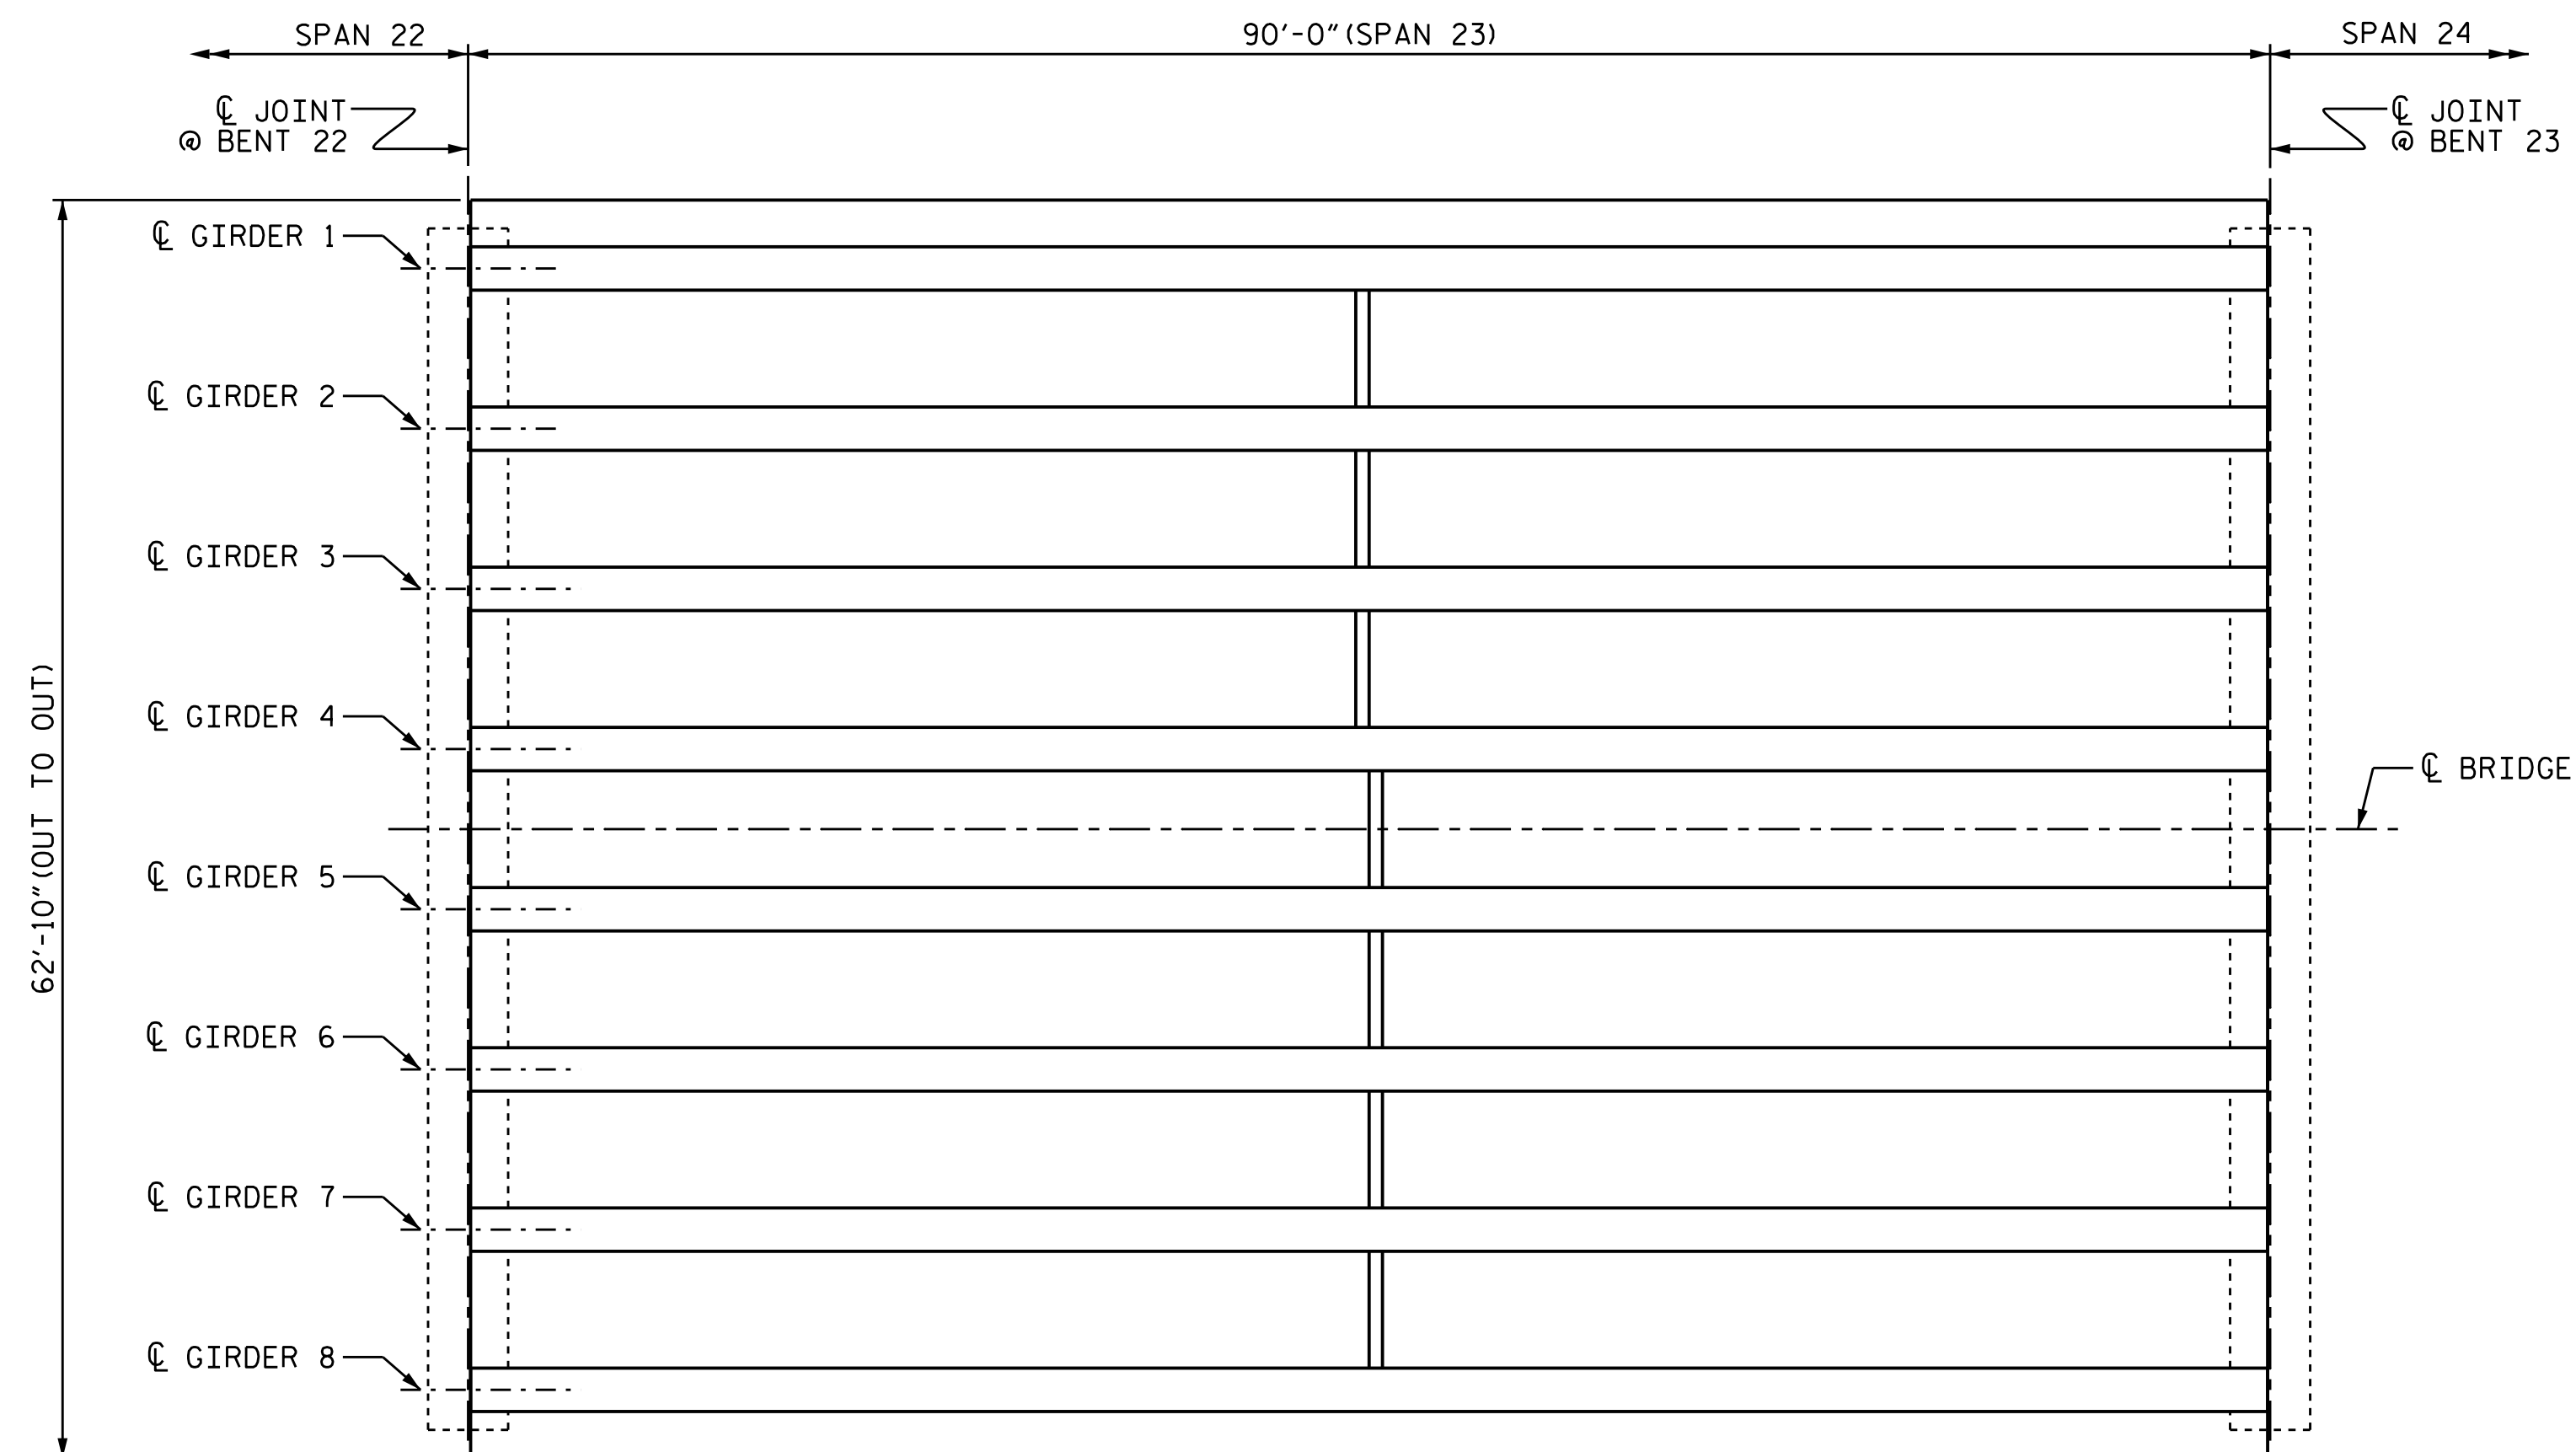 SPAN 22
90'-0"(SPAN 23)
SPAN 24
℄ JOINT
@ BENT 22
℄ JOINT
@ BENT 23
℄ GIRDER 1
℄ GIRDER 2
℄ GIRDER 3
℄ GIRDER 4
62'-10"(OUT TO OUT)
℄ BRIDGE
℄ GIRDER 5
℄ GIRDER 6
℄ GIRDER 7
℄ GIRDER 8